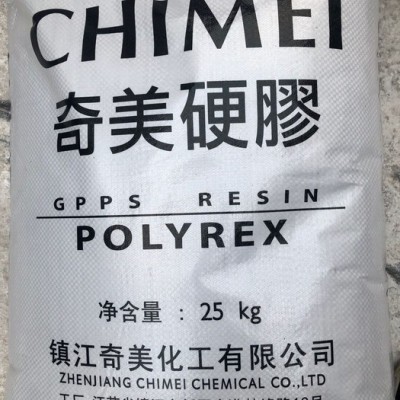 CHIMEI
奇美硬膠
GPPS RESIN
POLYREX
净含量 : 25 kg
镇江奇美化工有限公司
ZHENJIANG CHIMEI CHEMICAL CO.,LTD